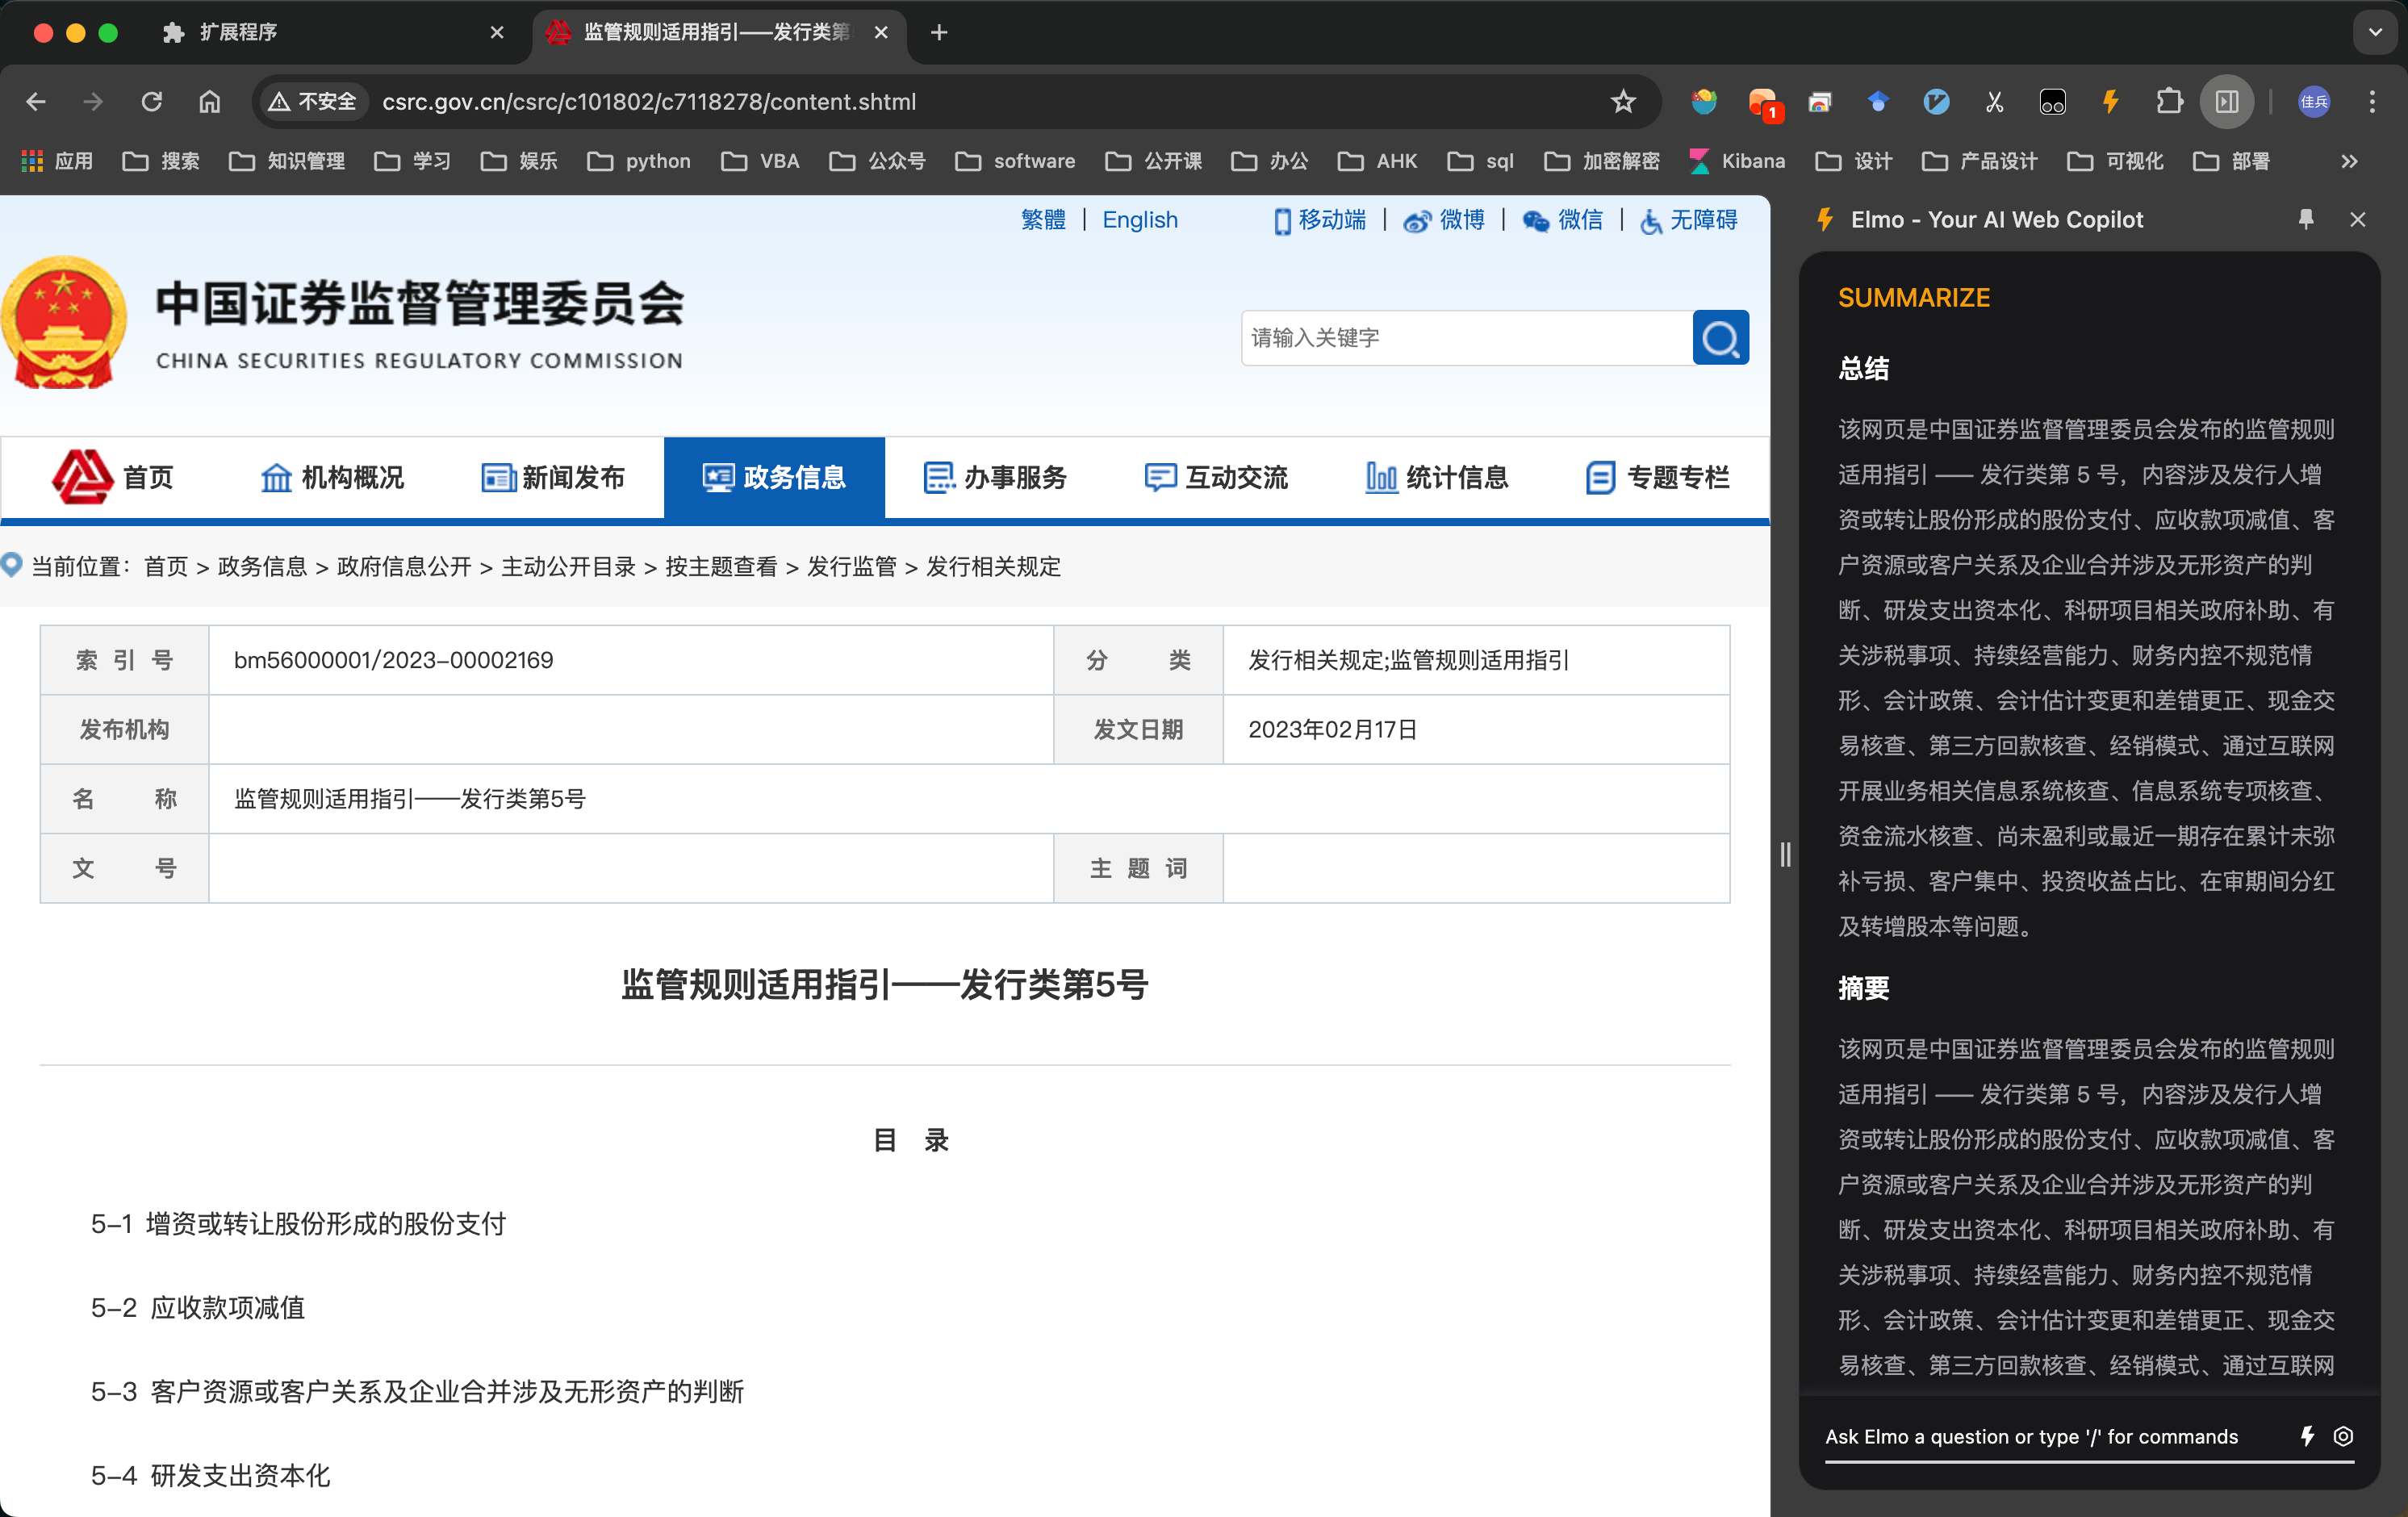 扩展程序
监管规则适用指引——发行类第
不安全
csrc.gov.cn/csrc/c101802/c7118278/content.shtml
1
佳兵
应用
搜索
知识管理
学习
娱乐
python
VBA
公众号
software
公开课
办公
AHK
sql
加密解密
Kibana
设计
产品设计
可视化
部署
繁體 | English
移动端 | 微博 | 微信 | 无障碍
中国证券监督管理委员会
CHINA SECURITIES REGULATORY COMMISSION
请输入关键字
首页
机构概况
新闻发布
政务信息
办事服务
互动交流
统计信息
专题专栏
当前位置：首页 > 政务信息 > 政府信息公开 > 主动公开目录 > 按主题查看 > 发行监管 > 发行相关规定
索 引 号 bm56000001/2023-00002169 分 类 发行相关规定;监管规则适用指引
发布机构 发文日期 2023年02月17日
名 称 监管规则适用指引——发行类第5号
文 号 主 题 词
监管规则适用指引——发行类第5号
目 录
5-1 增资或转让股份形成的股份支付
5-2 应收款项减值
5-3 客户资源或客户关系及企业合并涉及无形资产的判断
5-4 研发支出资本化
Elmo - Your AI Web Copilot
SUMMARIZE
总结
该网页是中国证券监督管理委员会发布的监管规则
适用指引 —— 发行类第 5 号，内容涉及发行人增
资或转让股份形成的股份支付、应收款项减值、客
户资源或客户关系及企业合并涉及无形资产的判
断、研发支出资本化、科研项目相关政府补助、有
关涉税事项、持续经营能力、财务内控不规范情
形、会计政策、会计估计变更和差错更正、现金交
易核查、第三方回款核查、经销模式、通过互联网
开展业务相关信息系统核查、信息系统专项核查、
资金流水核查、尚未盈利或最近一期存在累计未弥
补亏损、客户集中、投资收益占比、在审期间分红
及转增股本等问题。
摘要
该网页是中国证券监督管理委员会发布的监管规则
适用指引 —— 发行类第 5 号，内容涉及发行人增
资或转让股份形成的股份支付、应收款项减值、客
户资源或客户关系及企业合并涉及无形资产的判
断、研发支出资本化、科研项目相关政府补助、有
关涉税事项、持续经营能力、财务内控不规范情
形、会计政策、会计估计变更和差错更正、现金交
易核查、第三方回款核查、经销模式、通过互联网
Ask Elmo a question or type '/' for commands